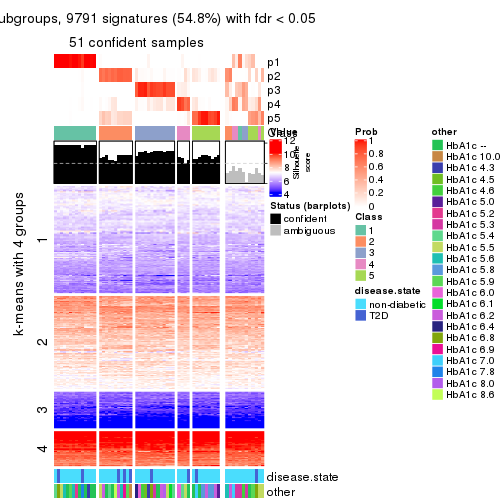 ubgroups, 9791 signatures (54.8%) with fdr < 0.05
51 confident samples
p1
p2
p3
p4
p5
Class
Silhouette
score
k-means with 4 groups
1
2
3
4
disease.state
other
Value
12
10
8
6
4
Status (barplots)
confident
ambiguous
Prob
1
0.8
0.6
0.4
0.2
0
Class
1
2
3
4
5
disease.state
non-diabetic
T2D
other
HbA1c --
HbA1c 10.0
HbA1c 4.3
HbA1c 4.5
HbA1c 4.6
HbA1c 5.0
HbA1c 5.2
HbA1c 5.3
HbA1c 5.4
HbA1c 5.5
HbA1c 5.6
HbA1c 5.8
HbA1c 5.9
HbA1c 6.0
HbA1c 6.1
HbA1c 6.2
HbA1c 6.4
HbA1c 6.8
HbA1c 6.9
HbA1c 7.0
HbA1c 7.8
HbA1c 8.0
HbA1c 8.6